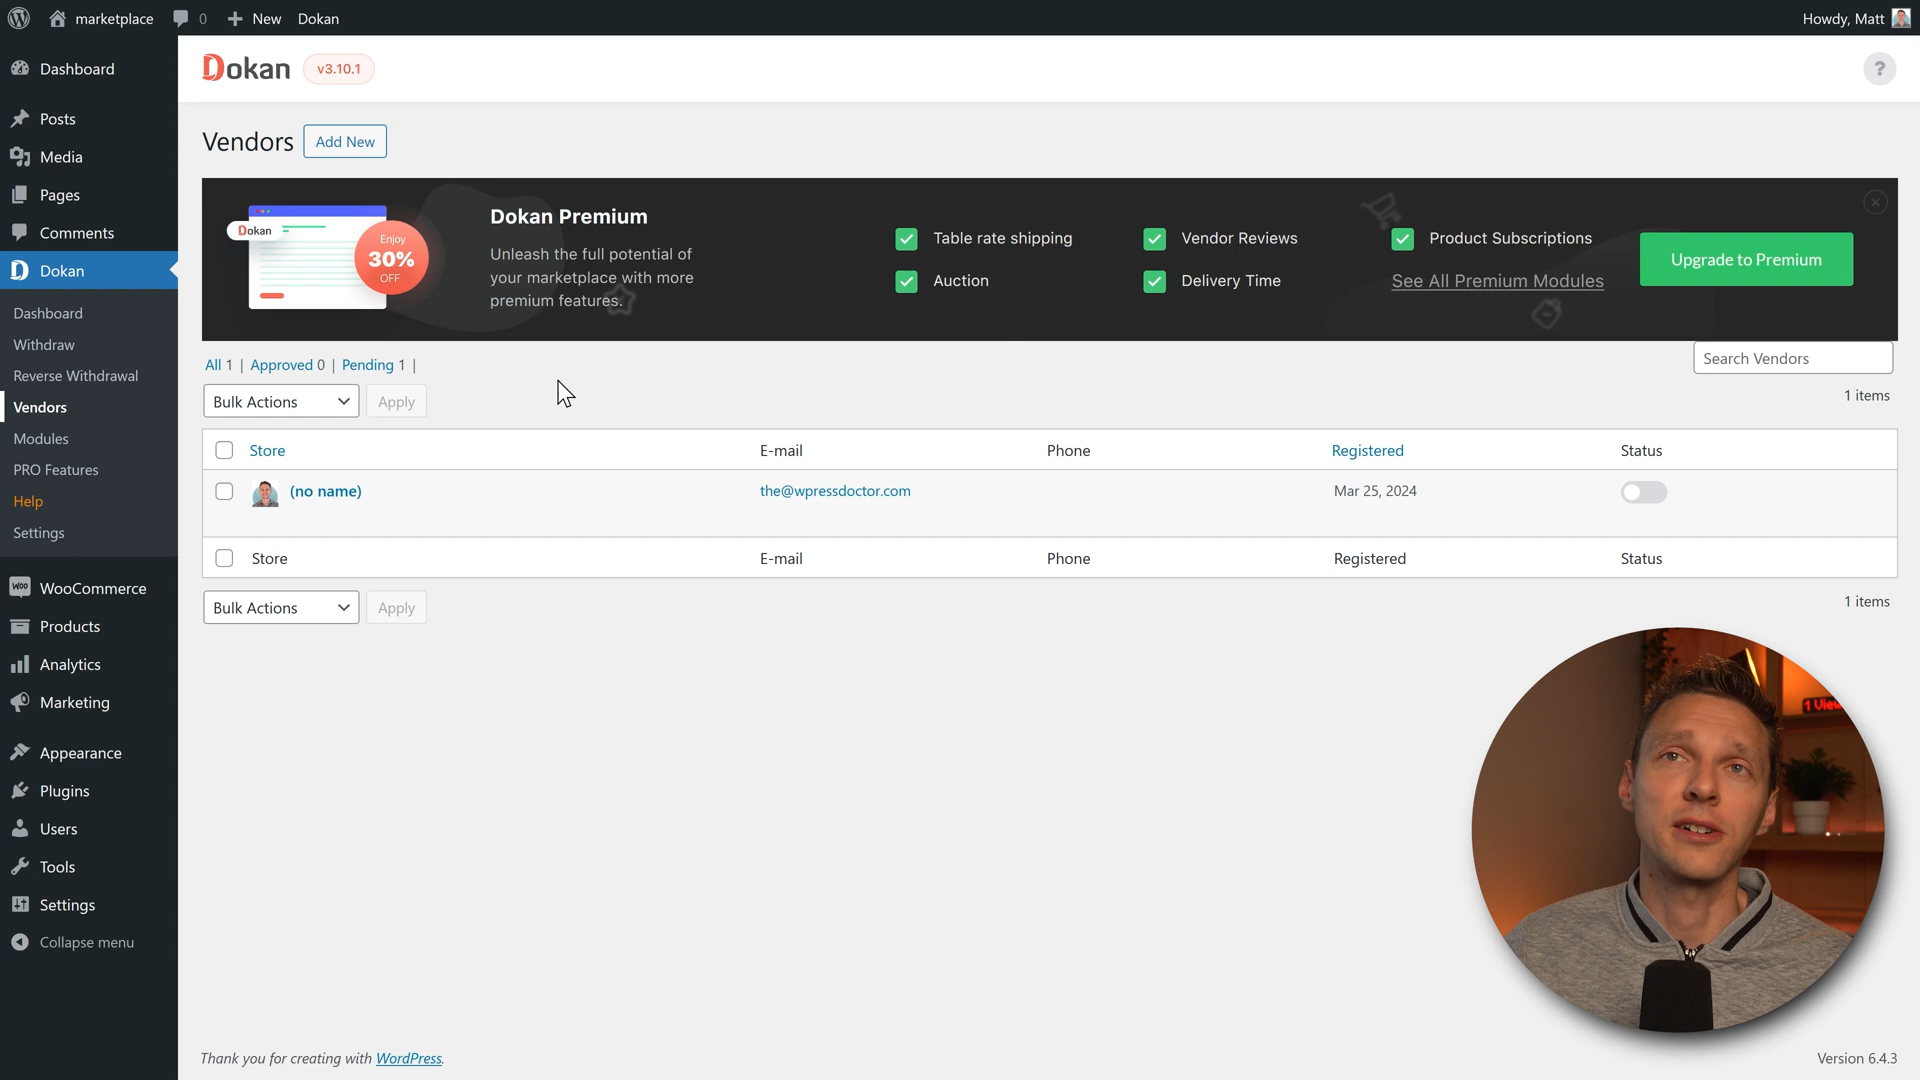 marketplace 0 New Dokan Howdy, Matt
Dashboard
Posts
Media
Pages
Comments
Dokan
Dashboard
Withdraw
Reverse Withdrawal
Vendors
Modules
PRO Features
Help
Settings
WooCommerce
Products
Analytics
Marketing
Appearance
Plugins
Users
Tools
Settings
Collapse menu
Dokan v3.10.1 ?
Vendors Add New
Dokan
Enjoy
30%
OFF
Dokan Premium
Unleash the full potential of
your marketplace with more
premium features.
Table rate shipping Vendor Reviews Product Subscriptions
Auction Delivery Time See All Premium Modules
Upgrade to Premium
All 1 | Approved 0 | Pending 1 |
Search Vendors
Bulk Actions Apply
1 items
Store E-mail Phone Registered Status
(no name) the@wpressdoctor.com Mar 25, 2024
Store E-mail Phone Registered Status
Bulk Actions Apply
1 items
Thank you for creating with WordPress.
Version 6.4.3